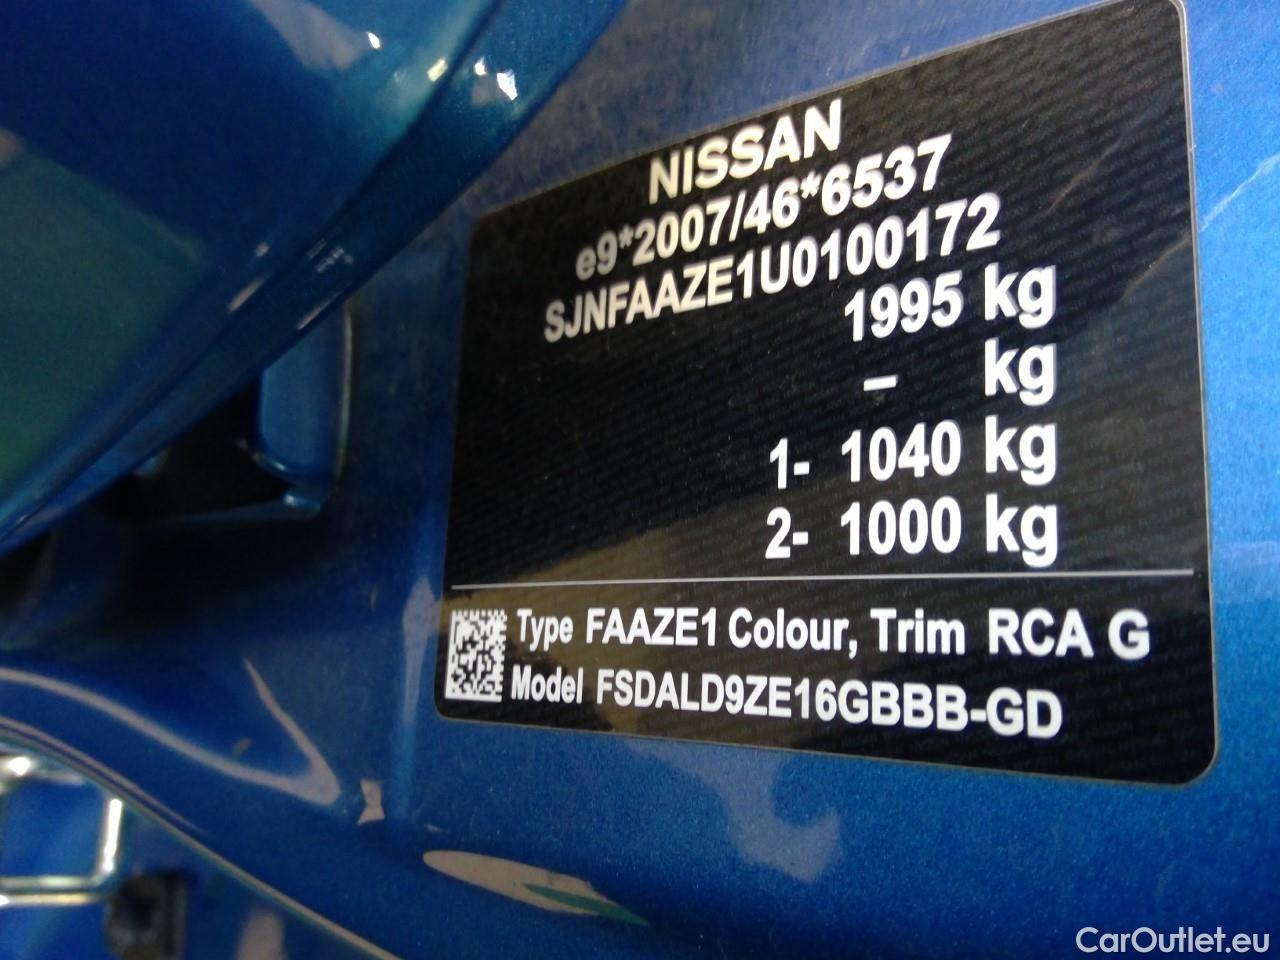 NISSAN
e9*2007/46*6537
SJNFAAZE1U0100172
1995 kg
– kg
1- 1040 kg
2- 1000 kg
Type FAAZE1 Colour, Trim RCA G
Model FSDALD9ZE16GBBB-GD
CarOutlet.eu